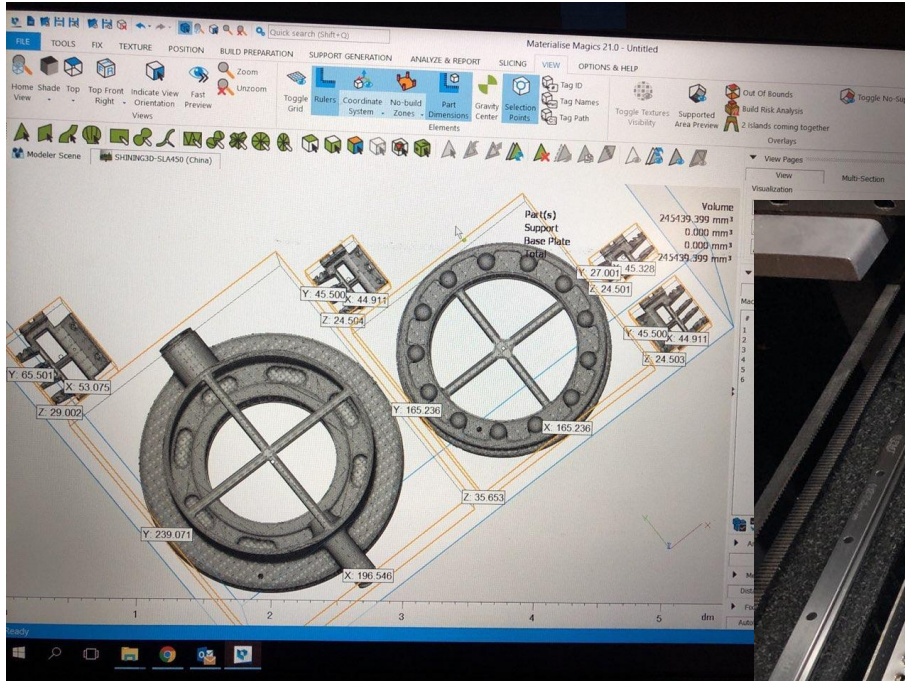 Quick search (Shift+Q)
Materialise Magics 21.0 - Untitled
FILE TOOLS FIX TEXTURE POSITION BUILD PREPARATION SUPPORT GENERATION ANALYZE & REPORT SLICING VIEW OPTIONS & HELP
Home View
Shade
Top
Top Front Right
Indicate View Orientation
Fast Preview
Zoom
Unzoom
Views
Toggle Grid
Rulers
Coordinate System
No-build Zones
Part Dimensions
Gravity Center
Selection Points
Elements
Tag ID
Tag Names
Tag Path
Toggle Textures Visibility
Supported Area Preview
Out Of Bounds
Build Risk Analysis
2 islands coming together
Overlays
Modeler Scene
SHINING3D-SLA450 (China)
View Pages
View
Multi-Section
Visualization
Volume
Part(s) 245439.399 mm³
Support 0.000 mm³
Base Plate 0.000 mm³
Total 245439.399 mm³
Y: 27.001
45.328
Z: 24.501
Y: 45.500
X: 44.911
Z: 24.504
Y: 45.500
X: 44.911
Z: 24.503
Y: 65.501
X: 53.075
Z: 29.002
Y: 165.236
X: 165.236
Z: 35.653
Y: 239.071
X: 196.546
#
1
2
3
4
5
6
1 2 3 4 5 dm